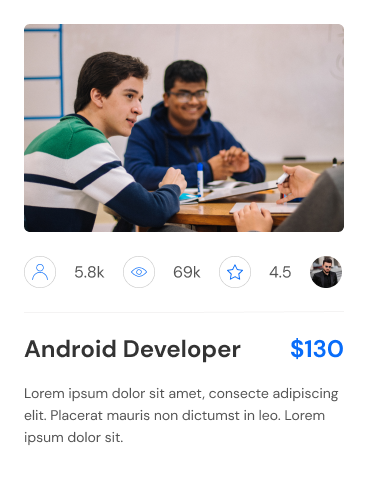 5.8k 69k 4.5
Android Developer $130
Lorem ipsum dolor sit amet, consecte adipiscing
elit. Placerat mauris non dictumst in leo. Lorem
ipsum dolor sit.